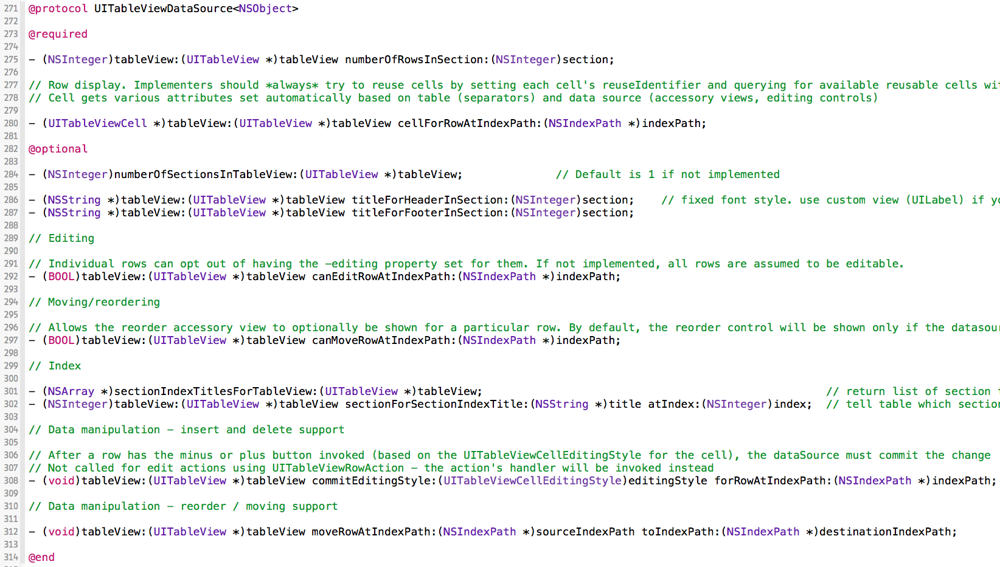 271 @protocol UITableViewDataSource<NSObject>
272
273 @required
274
275 - (NSInteger)tableView:(UITableView *)tableView numberOfRowsInSection:(NSInteger)section;
276
277 // Row display. Implementers should *always* try to reuse cells by setting each cell's reuseIdentifier and querying for available reusable cells wit
278 // Cell gets various attributes set automatically based on table (separators) and data source (accessory views, editing controls)
279
280 - (UITableViewCell *)tableView:(UITableView *)tableView cellForRowAtIndexPath:(NSIndexPath *)indexPath;
281
282 @optional
283
284 - (NSInteger)numberOfSectionsInTableView:(UITableView *)tableView; // Default is 1 if not implemented
285
286 - (NSString *)tableView:(UITableView *)tableView titleForHeaderInSection:(NSInteger)section; // fixed font style. use custom view (UILabel) if yo
287 - (NSString *)tableView:(UITableView *)tableView titleForFooterInSection:(NSInteger)section;
288
289 // Editing
290
291 // Individual rows can opt out of having the -editing property set for them. If not implemented, all rows are assumed to be editable.
292 - (BOOL)tableView:(UITableView *)tableView canEditRowAtIndexPath:(NSIndexPath *)indexPath;
293
294 // Moving/reordering
295
296 // Allows the reorder accessory view to optionally be shown for a particular row. By default, the reorder control will be shown only if the datasour
297 - (BOOL)tableView:(UITableView *)tableView canMoveRowAtIndexPath:(NSIndexPath *)indexPath;
298
299 // Index
300
301 - (NSArray *)sectionIndexTitlesForTableView:(UITableView *)tableView; // return list of section
302 - (NSInteger)tableView:(UITableView *)tableView sectionForSectionIndexTitle:(NSString *)title atIndex:(NSInteger)index; // tell table which section
303
304 // Data manipulation - insert and delete support
305
306 // After a row has the minus or plus button invoked (based on the UITableViewCellEditingStyle for the cell), the dataSource must commit the change
307 // Not called for edit actions using UITableViewRowAction - the action's handler will be invoked instead
308 - (void)tableView:(UITableView *)tableView commitEditingStyle:(UITableViewCellEditingStyle)editingStyle forRowAtIndexPath:(NSIndexPath *)indexPath;
309
310 // Data manipulation - reorder / moving support
311
312 - (void)tableView:(UITableView *)tableView moveRowAtIndexPath:(NSIndexPath *)sourceIndexPath toIndexPath:(NSIndexPath *)destinationIndexPath;
313
314 @end